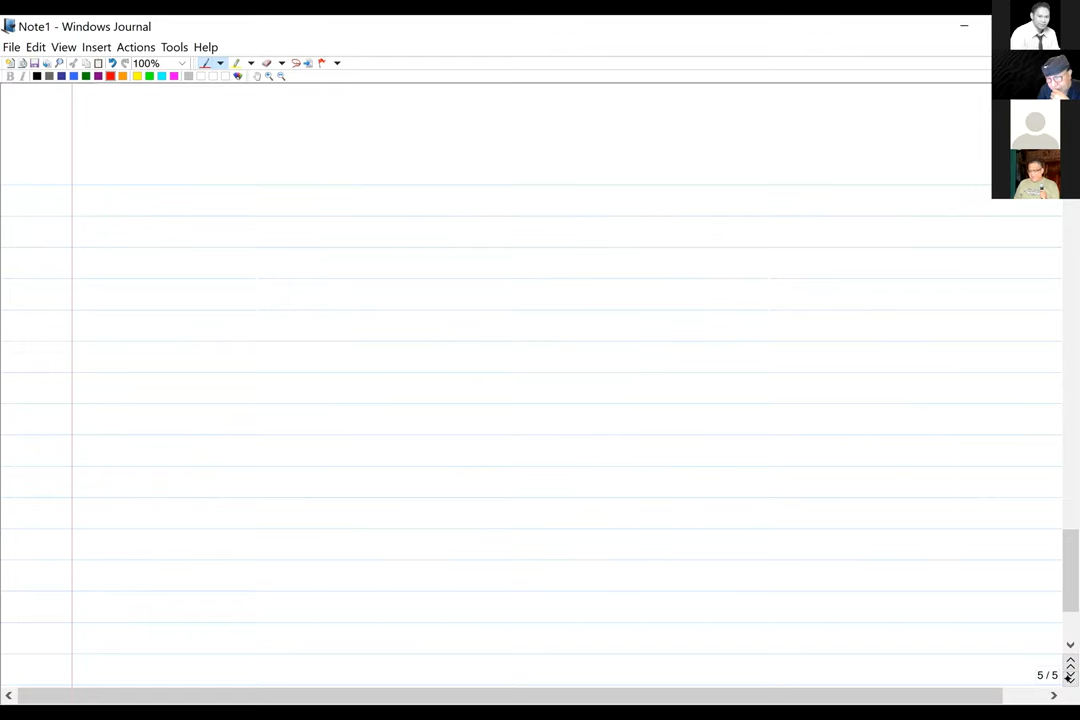 Note1 - Windows Journal
File Edit View Insert Actions Tools Help
100%
B I
5 / 5